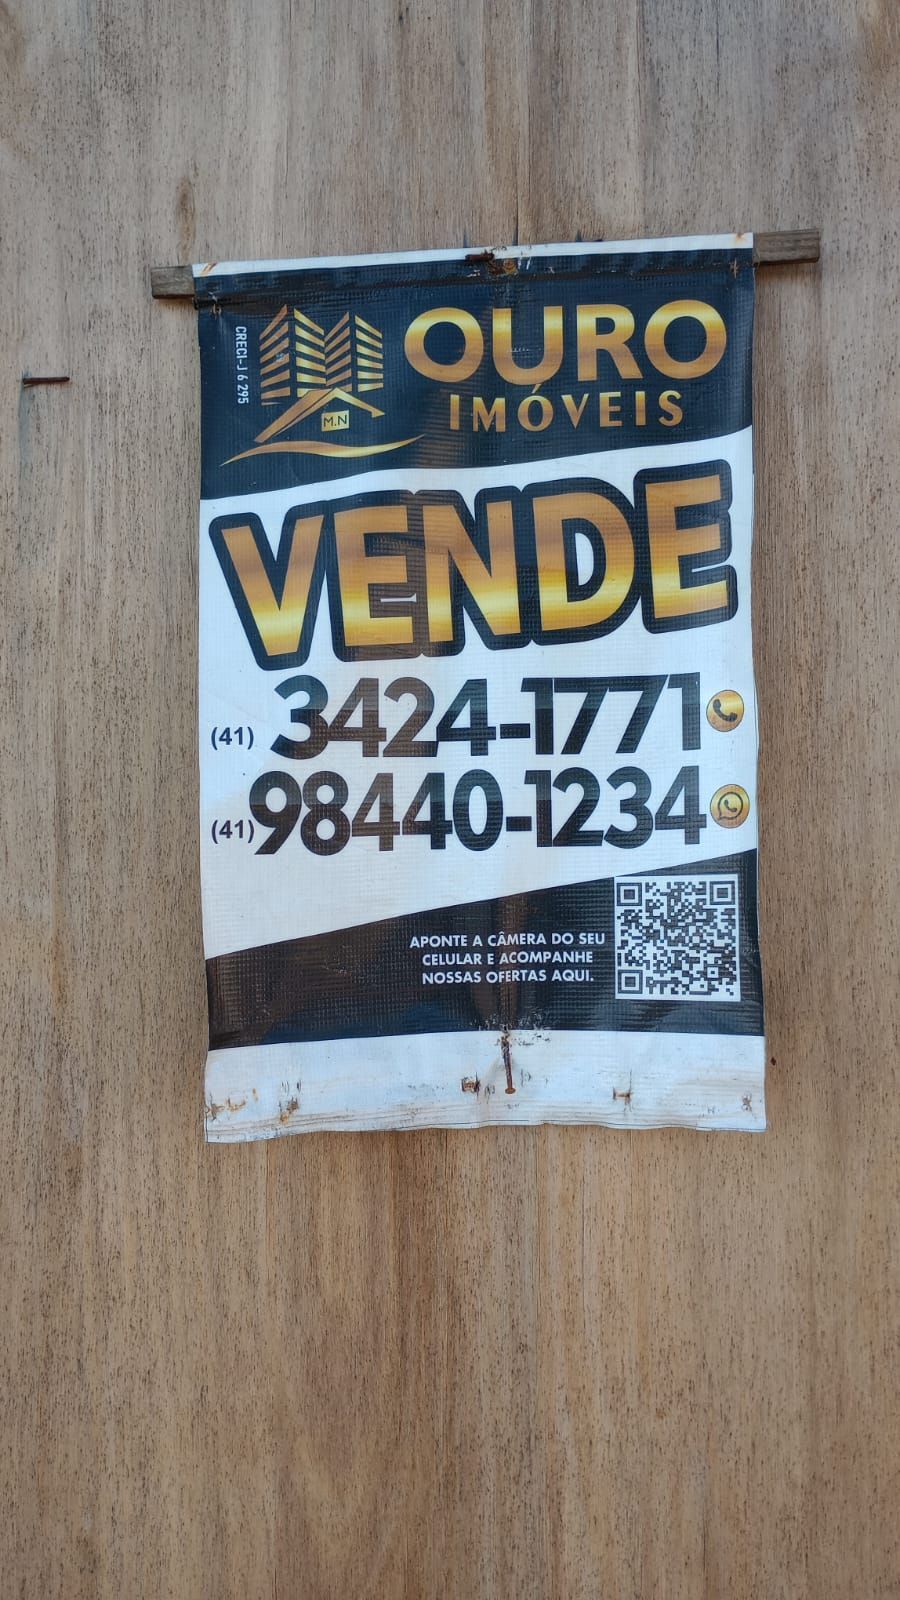 CRECI-J 6 295
M.N
OURO
IMÓVEIS
VENDE
(41) 3424-1771
(41) 98440-1234
APONTE A CÂMERA DO SEU
CELULAR E ACOMPANHE
NOSSAS OFERTAS AQUI.